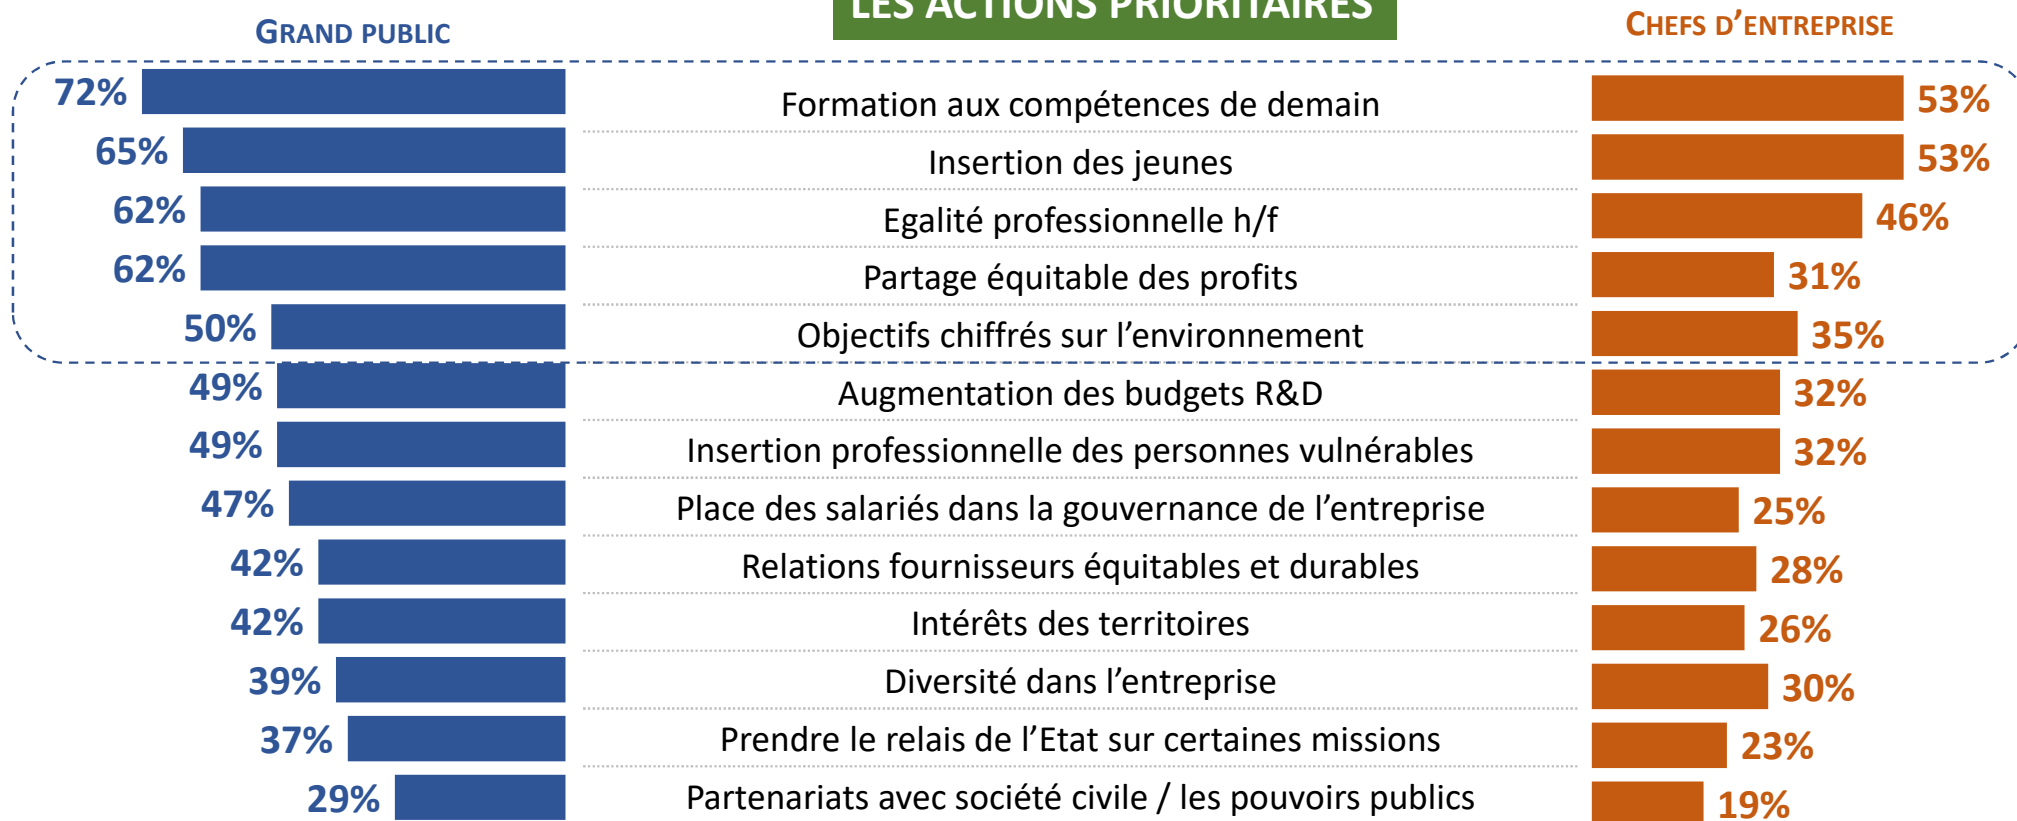 LES ACTIONS PRIORITAIRES
GRAND PUBLIC
CHEFS D'ENTREPRISE
72% Formation aux compétences de demain 53%
65% Insertion des jeunes 53%
62% Egalité professionnelle h/f 46%
62% Partage équitable des profits 31%
50% Objectifs chiffrés sur l'environnement 35%
49% Augmentation des budgets R&D 32%
49% Insertion professionnelle des personnes vulnérables 32%
47% Place des salariés dans la gouvernance de l'entreprise 25%
42% Relations fournisseurs équitables et durables 28%
42% Intérêts des territoires 26%
39% Diversité dans l'entreprise 30%
37% Prendre le relais de l'Etat sur certaines missions 23%
29% Partenariats avec société civile / les pouvoirs publics 19%